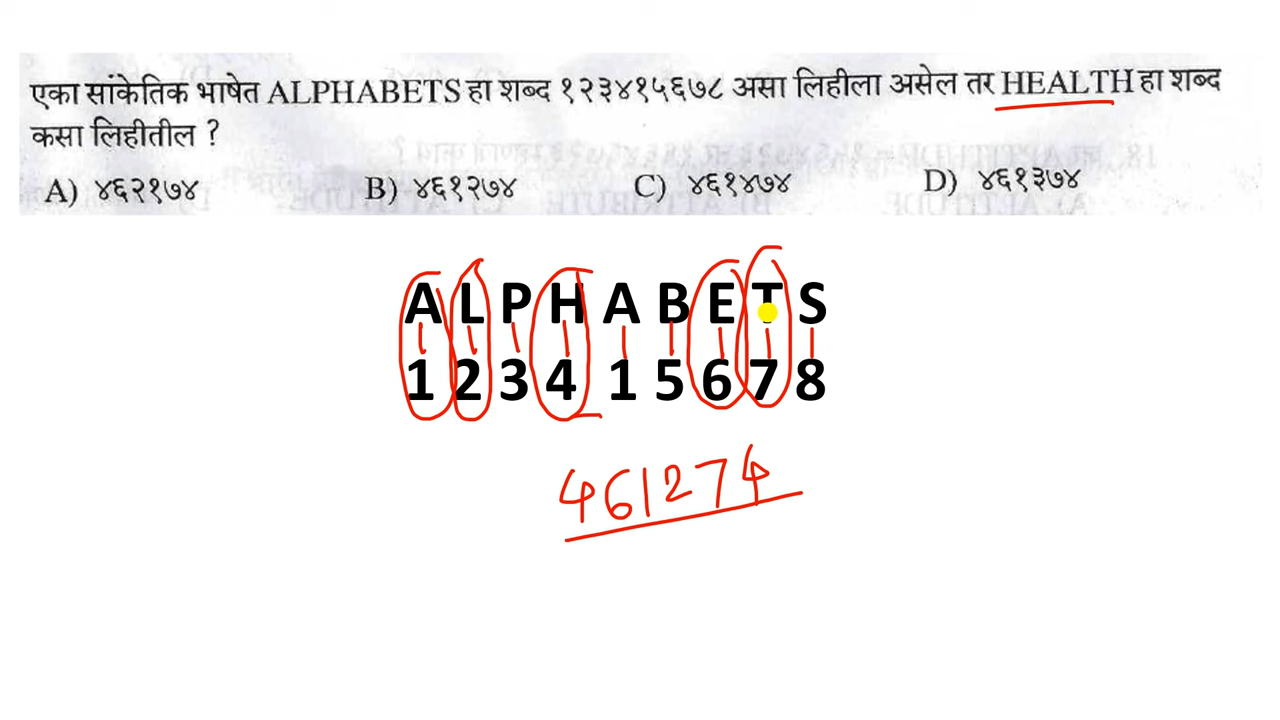 एका सांकेतिक भाषेत ALPHABETS हा शब्द १२३४१५६७८ असा लिहीला असेल तर HEALTH हा शब्द
कसा लिहीतील ?
A) ४६२१७४ B) ४६१२७४ C) ४६१४७४ D) ४६१३७४
A L P H A B E T S
1 2 3 4 1 5 6 7 8
461274